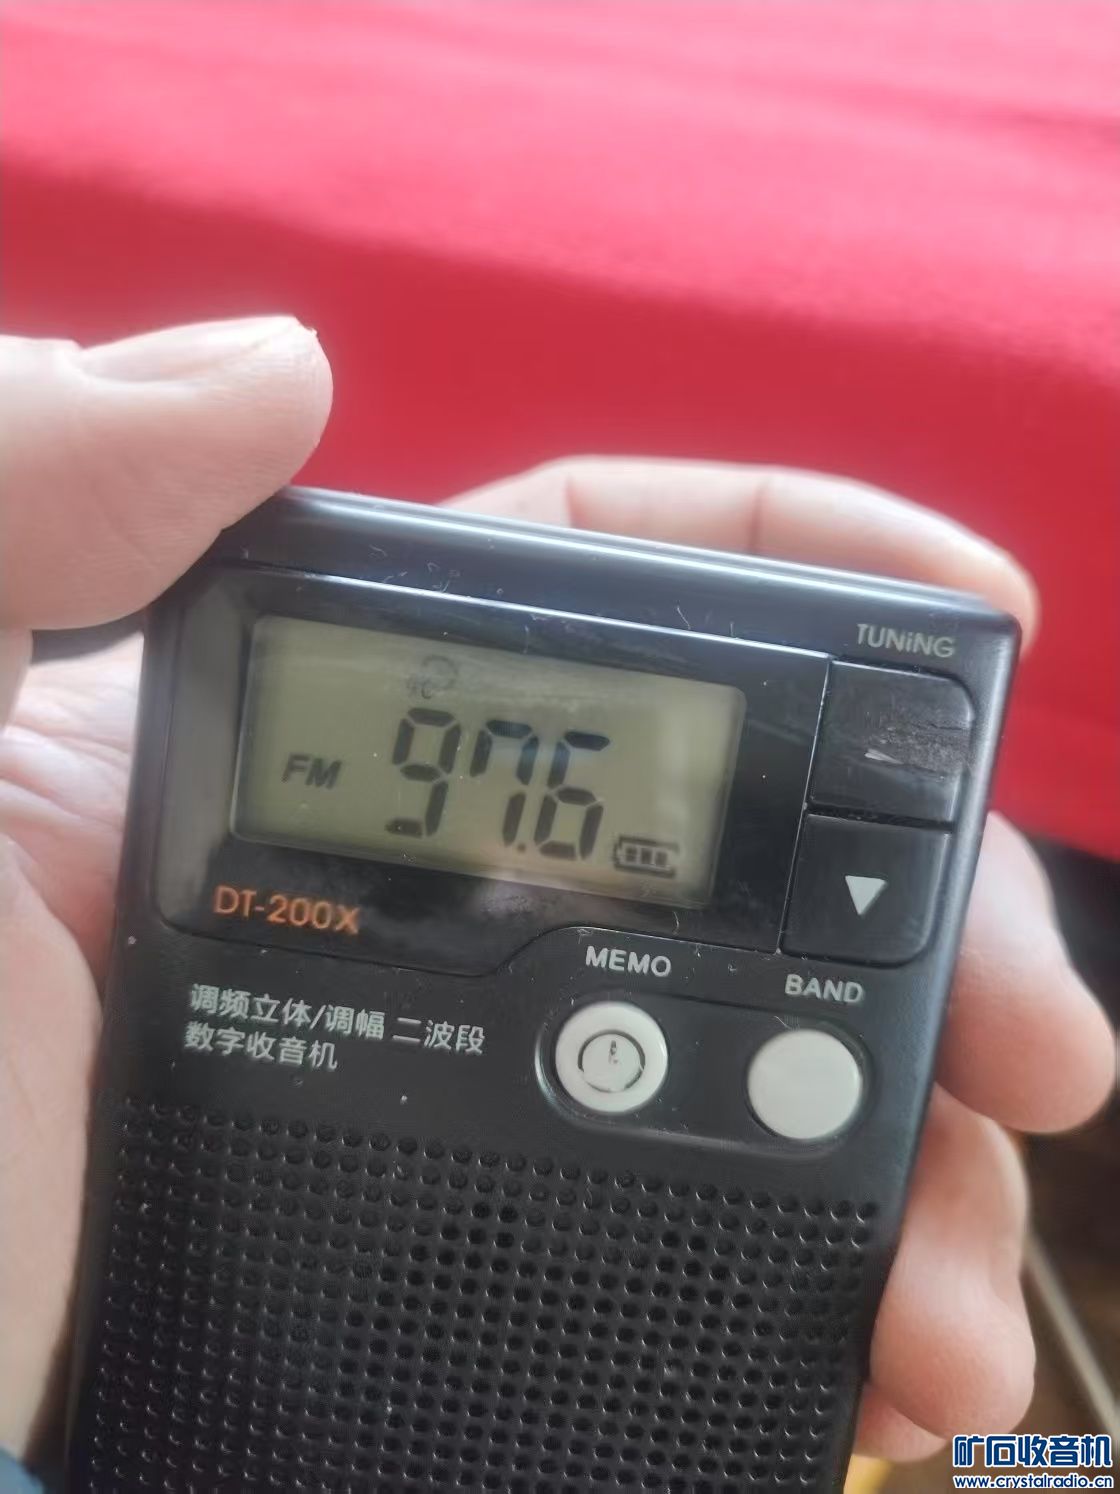 TUNiNG
FM 97.6
DT-200X
MEMO
BAND
调频立体/调幅 二波段
数字收音机
矿石收音机
www.crystalradio.cn